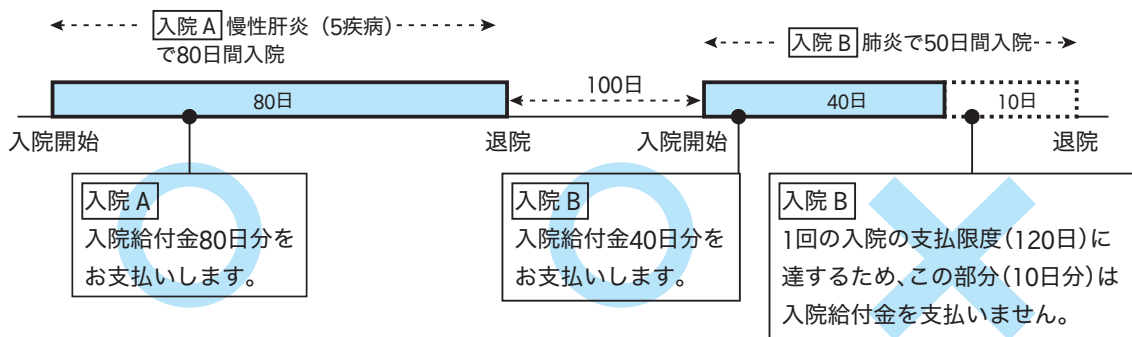 入院 A 慢性肝炎（5疾病）
で80日間入院
入院 B 肺炎で50日間入院
80日
100日
40日
10日
入院開始
退院
入院開始
退院
入院 A
入院給付金80日分を
お支払いします。
入院 B
入院給付金40日分を
お支払いします。
入院 B
1回の入院の支払限度（120日）に
達するため、この部分（10日分）は
入院給付金を支払いません。